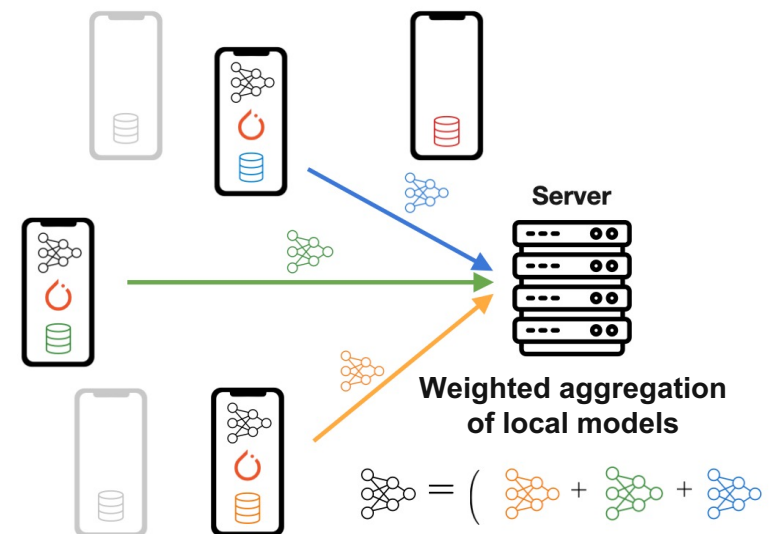 Server
Weighted aggregation
of local models
= ( + +